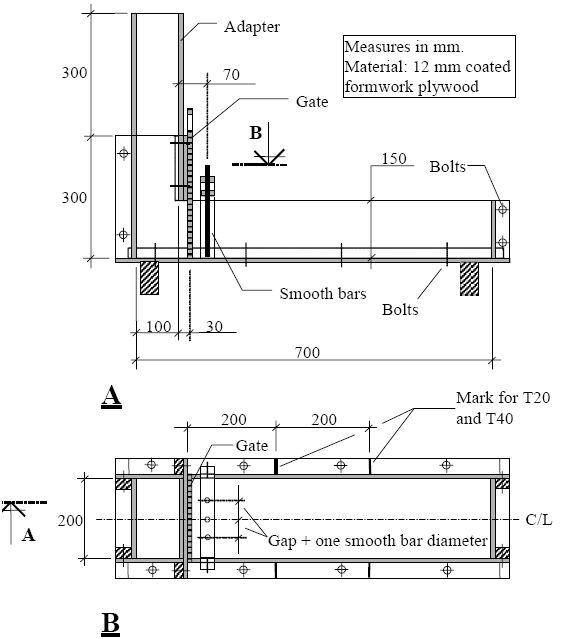 Adapter
Measures in mm.
Material: 12 mm coated
formwork plywood
300
70
Gate
B
150
Bolts
300
Smooth bars
Bolts
100
30
700
A
Mark for T20
and T40
200
200
Gate
200
C/L
A
Gap + one smooth bar diameter
B